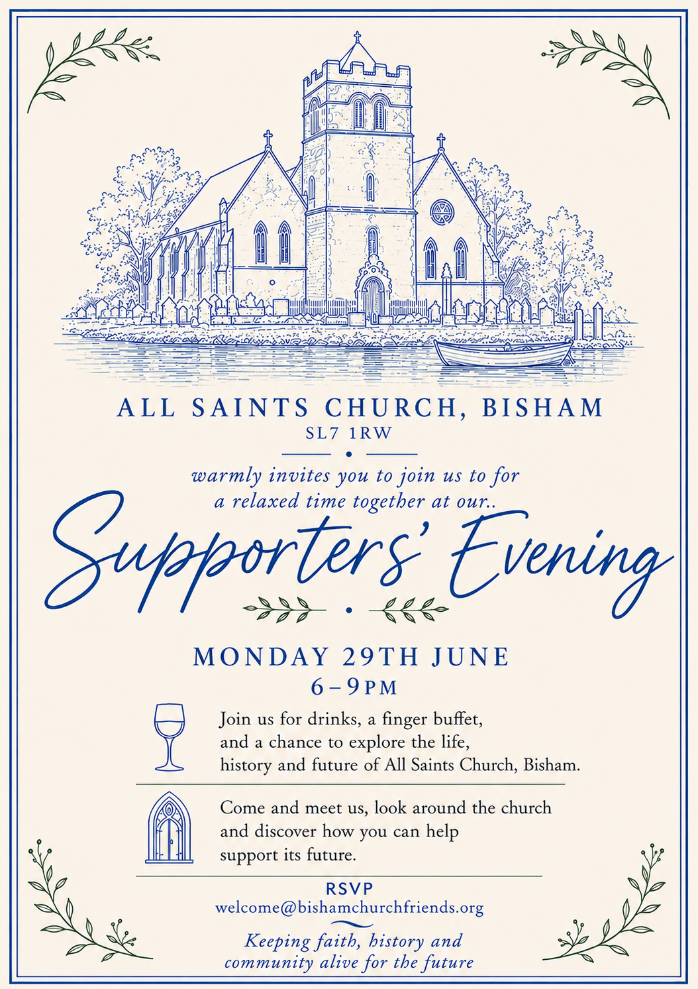 ALL SAINTS CHURCH, BISHAM
SL7 1RW
warmly invites you to join us to for
a relaxed time together at our..
Supporters' Evening
MONDAY 29TH JUNE
6–9PM
Join us for drinks, a finger buffet,
and a chance to explore the life,
history and future of All Saints Church, Bisham.
Come and meet us, look around the church
and discover how you can help
support its future.
RSVP
welcome@bishamchurchfriends.org
Keeping faith, history and
community alive for the future